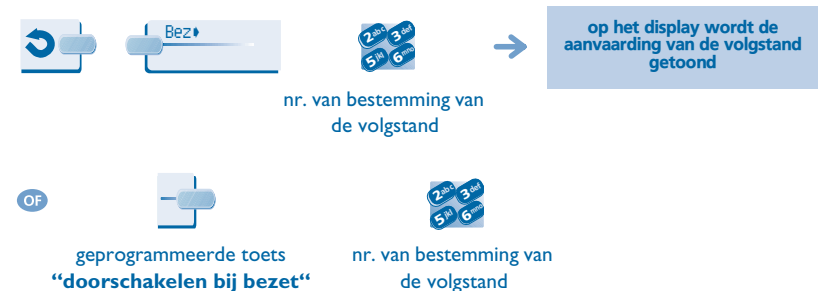 Bez
2abc 3def
5jkl 6mno
op het display wordt de
aanvaarding van de volgstand
getoond
nr. van bestemming van
de volgstand
OF
2abc 3def
5jkl 6mno
geprogrammeerde toets
“doorschakelen bij bezet“
nr. van bestemming van
de volgstand